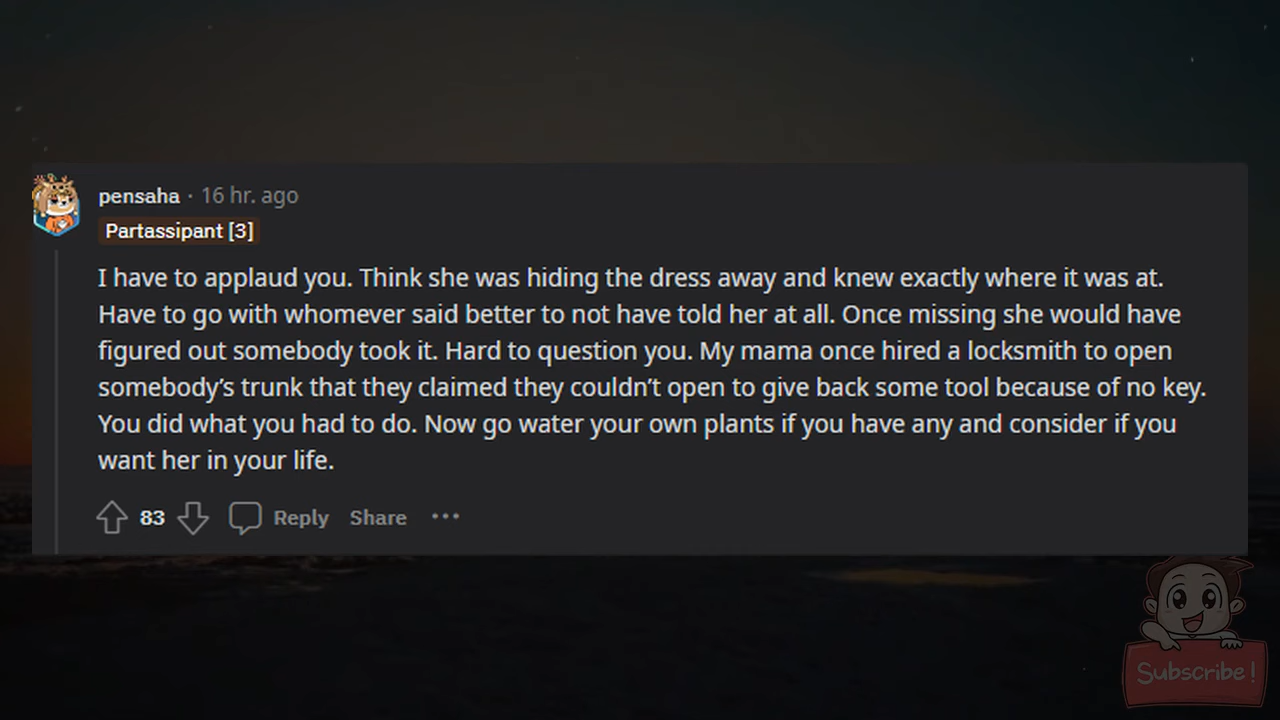 pensaha · 16 hr. ago
Partassipant [3]
I have to applaud you. Think she was hiding the dress away and knew exactly where it was at.
Have to go with whomever said better to not have told her at all. Once missing she would have
figured out somebody took it. Hard to question you. My mama once hired a locksmith to open
somebody’s trunk that they claimed they couldn’t open to give back some tool because of no key.
You did what you had to do. Now go water your own plants if you have any and consider if you
want her in your life.
83 Reply Share ···
Subscribe!